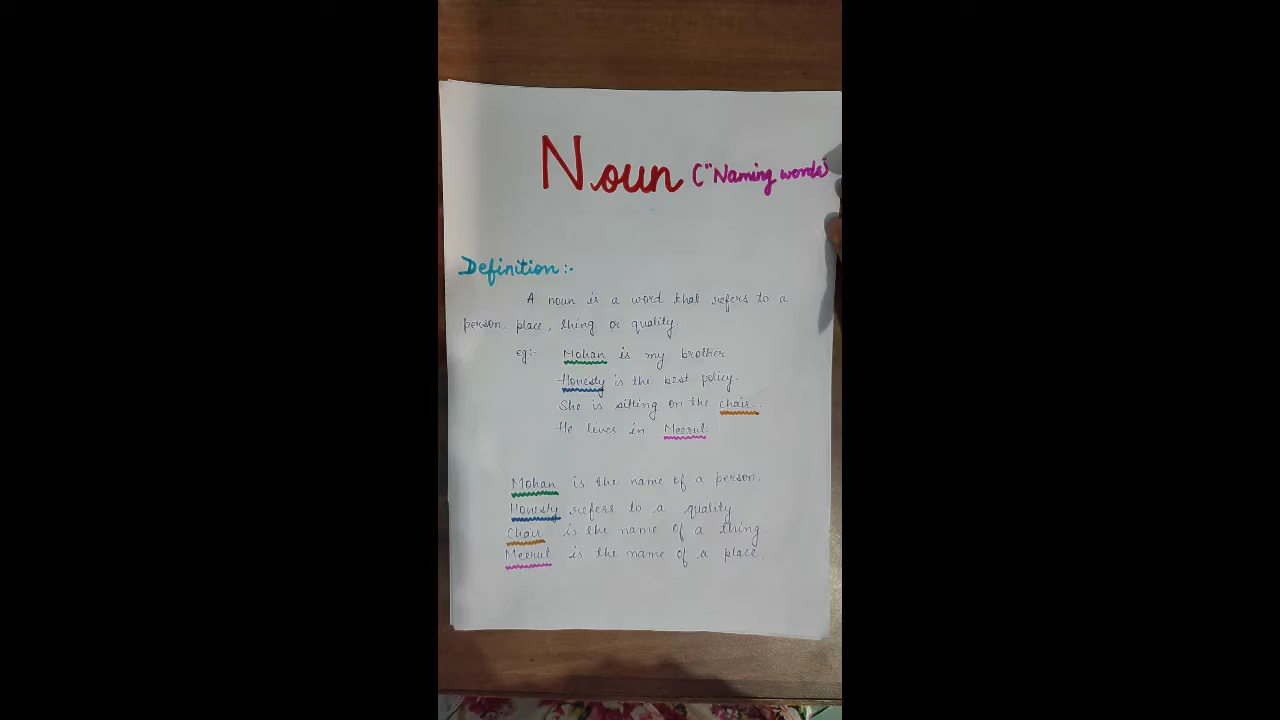 Noun ("Naming words")
Definition:-
A noun is a word that refers to a
person, place, thing or quality.
eg:- Mohan is my brother
Honesty is the best policy.
She is sitting on the chair.
He lives in Meerut.
Mohan is the name of a person.
Honesty refers to a quality.
Chair is the name of a thing
Meerut is the name of a place.